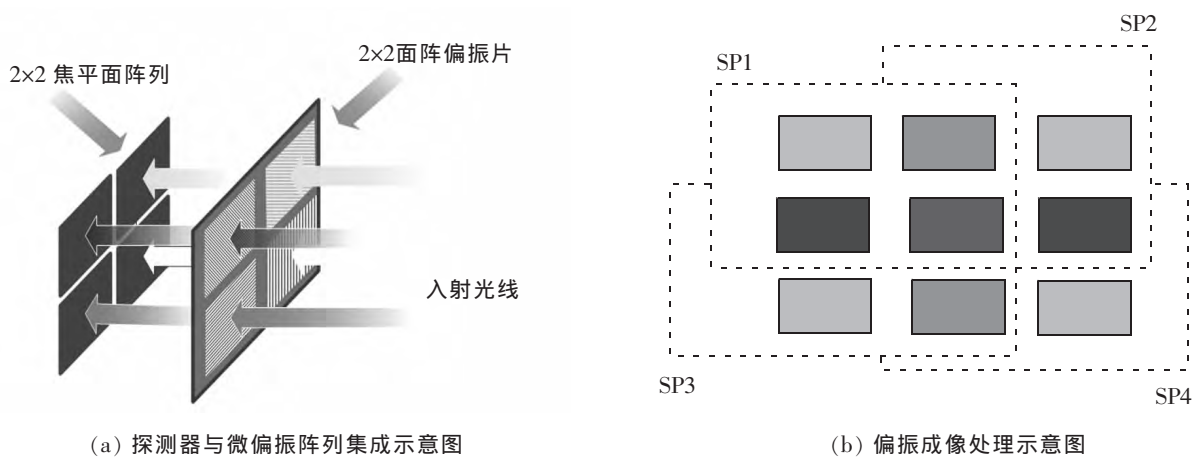 2×2 焦平面阵列
2×2面阵偏振片
入射光线
(a) 探测器与微偏振阵列集成示意图
SP1
SP2
SP3
SP4
(b) 偏振成像处理示意图